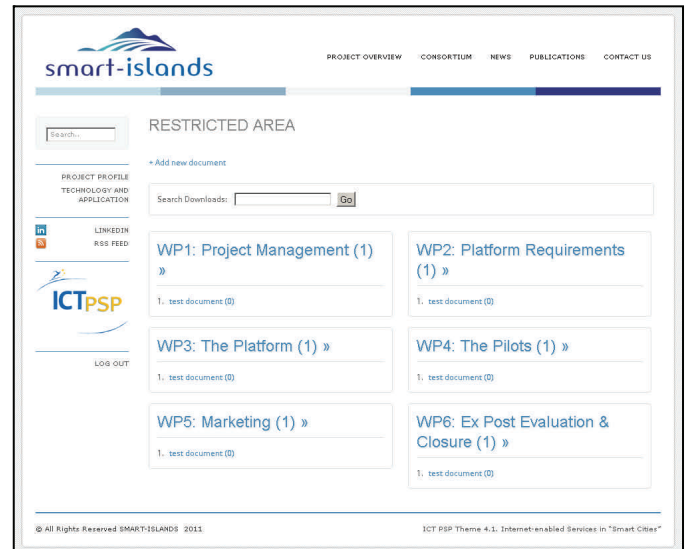 smart-islands
PROJECT OVERVIEW CONSORTIUM NEWS PUBLICATIONS CONTACT US
Search...
RESTRICTED AREA
+ Add new document
PROJECT PROFILE
TECHNOLOGY AND
APPLICATION
Search Downloads: Go
in LINKEDIN
RSS FEED
ICTPSP
LOG OUT
WP1: Project Management (1)
»
1. test document (0)
WP2: Platform Requirements
(1) »
1. test document (0)
WP3: The Platform (1) »
1. test document (0)
WP4: The Pilots (1) »
1. test document (0)
WP5: Marketing (1) »
1. test document (0)
WP6: Ex Post Evaluation &
Closure (1) »
1. test document (0)
© All Rights Reserved SMART-ISLANDS 2011
ICT PSP Theme 4.1. Internet-enabled Services in "Smart Cities"